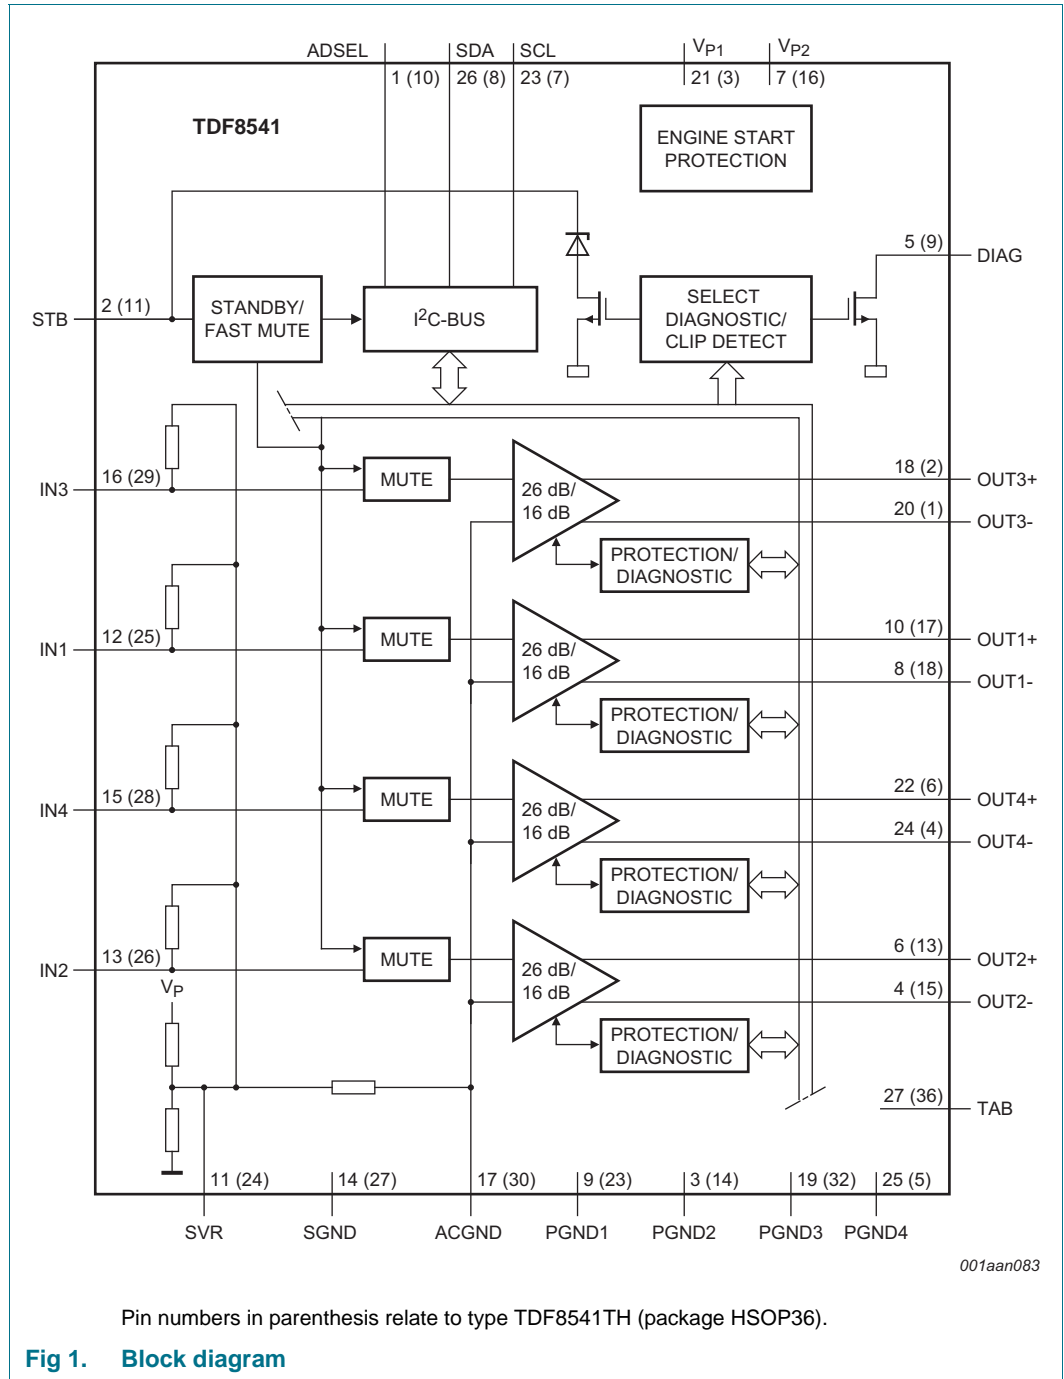 ADSEL SDA SCL VP1 VP2
1 (10) 26 (8) 23 (7) 21 (3) 7 (16)
TDF8541
ENGINE START
PROTECTION
5 (9) DIAG
STB 2 (11)
STANDBY/
FAST MUTE
I2C-BUS
SELECT
DIAGNOSTIC/
CLIP DETECT
IN3 16 (29)
MUTE
26 dB/
16 dB
18 (2) OUT3+
20 (1) OUT3-
PROTECTION/
DIAGNOSTIC
IN1 12 (25)
MUTE
26 dB/
16 dB
10 (17) OUT1+
8 (18) OUT1-
PROTECTION/
DIAGNOSTIC
IN4 15 (28)
MUTE
26 dB/
16 dB
22 (6) OUT4+
24 (4) OUT4-
PROTECTION/
DIAGNOSTIC
IN2 13 (26)
MUTE
26 dB/
16 dB
6 (13) OUT2+
4 (15) OUT2-
PROTECTION/
DIAGNOSTIC
VP
27 (36) TAB
11 (24) 14 (27) 17 (30) 9 (23) 3 (14) 19 (32) 25 (5)
SVR SGND ACGND PGND1 PGND2 PGND3 PGND4
001aan083
Pin numbers in parenthesis relate to type TDF8541TH (package HSOP36).
Fig 1. Block diagram